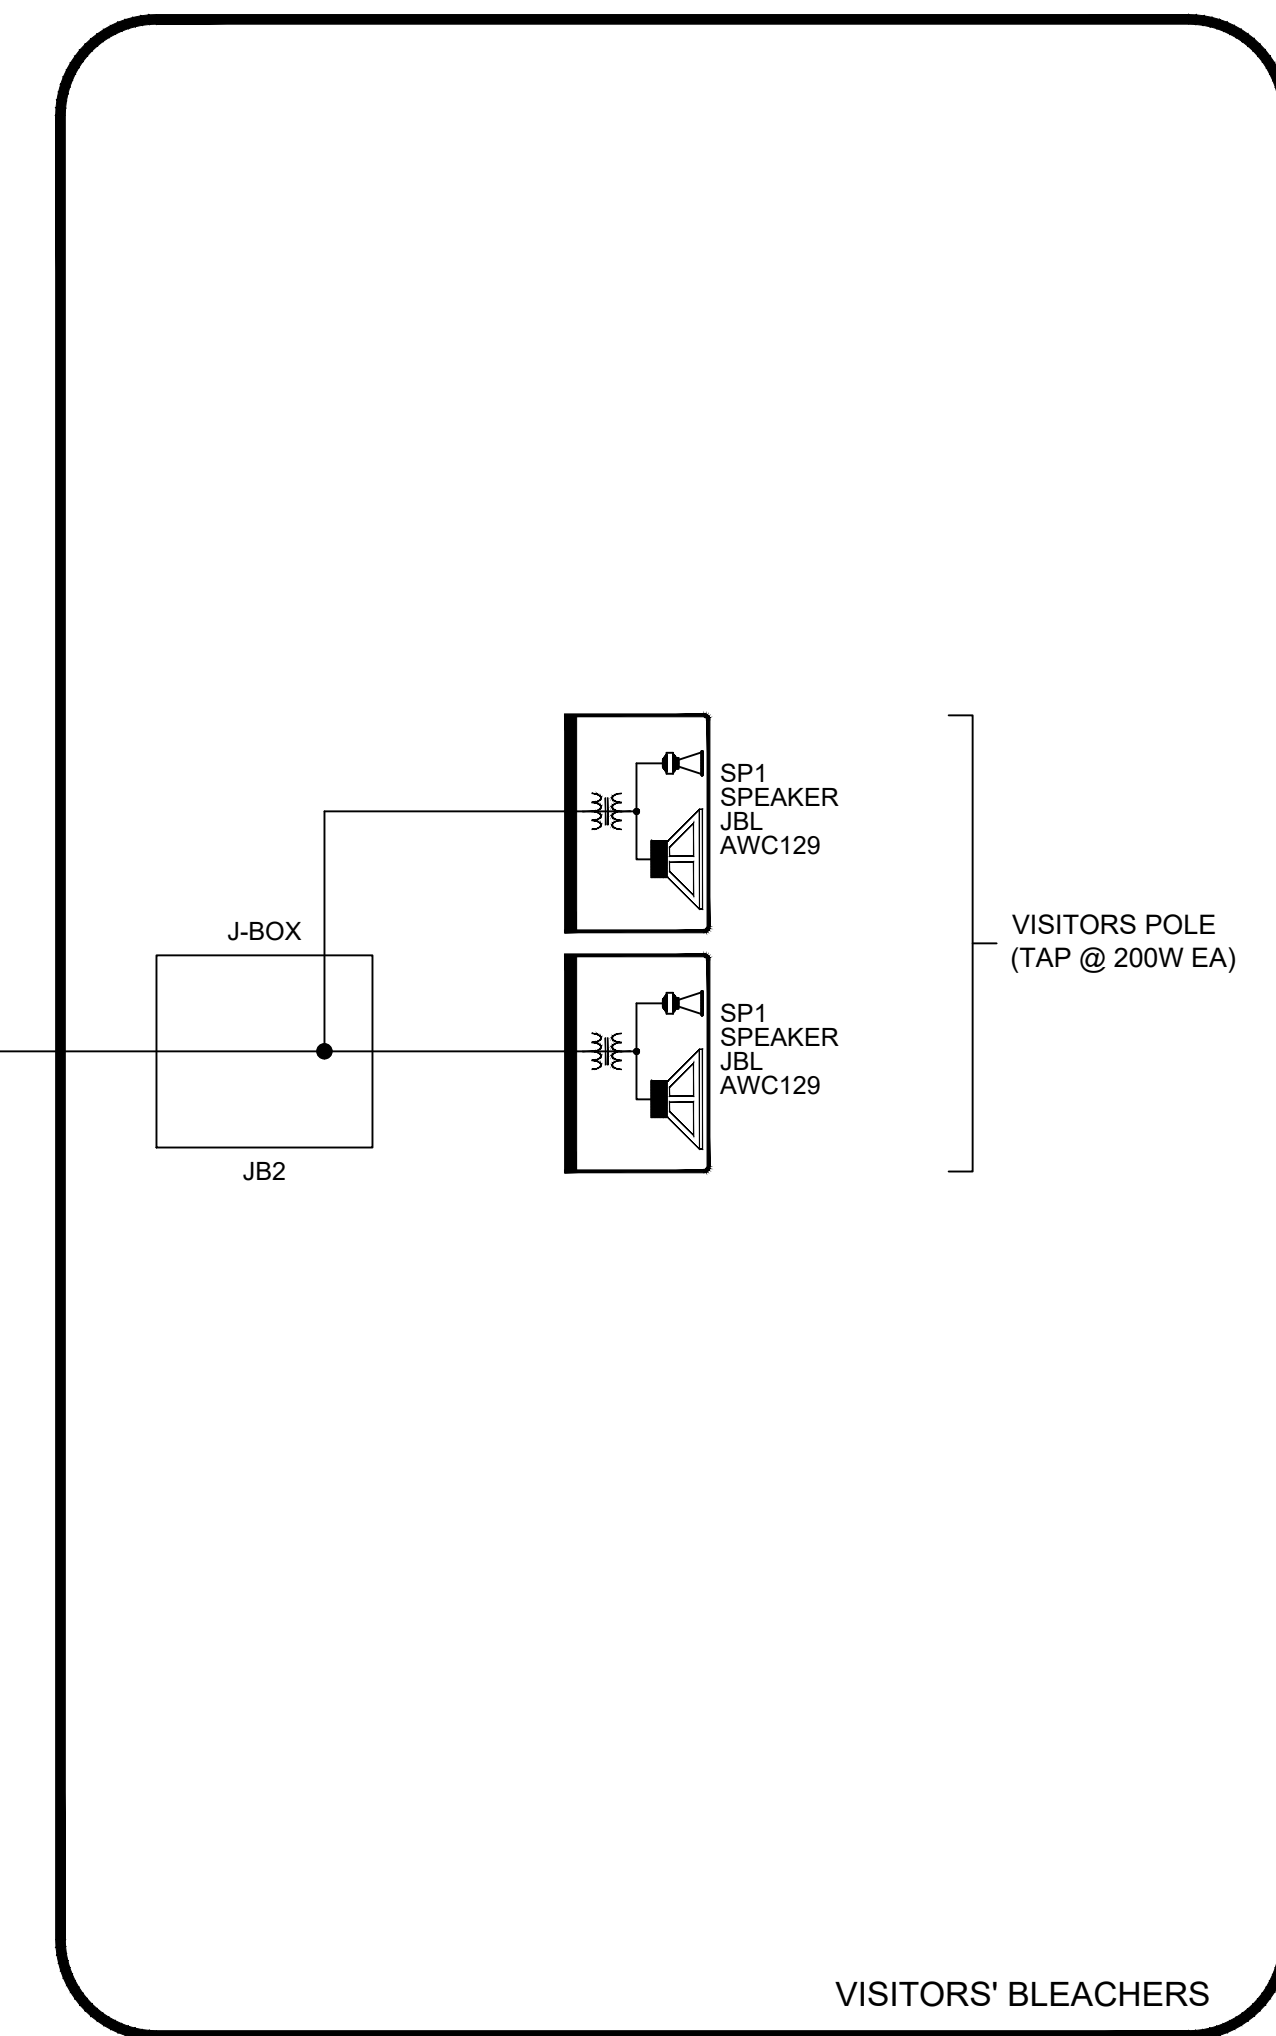 SP1
SPEAKER
JBL
AWC129
J-BOX
VISITORS POLE
(TAP @ 200W EA)
SP1
SPEAKER
JBL
AWC129
JB2
VISITORS' BLEACHERS